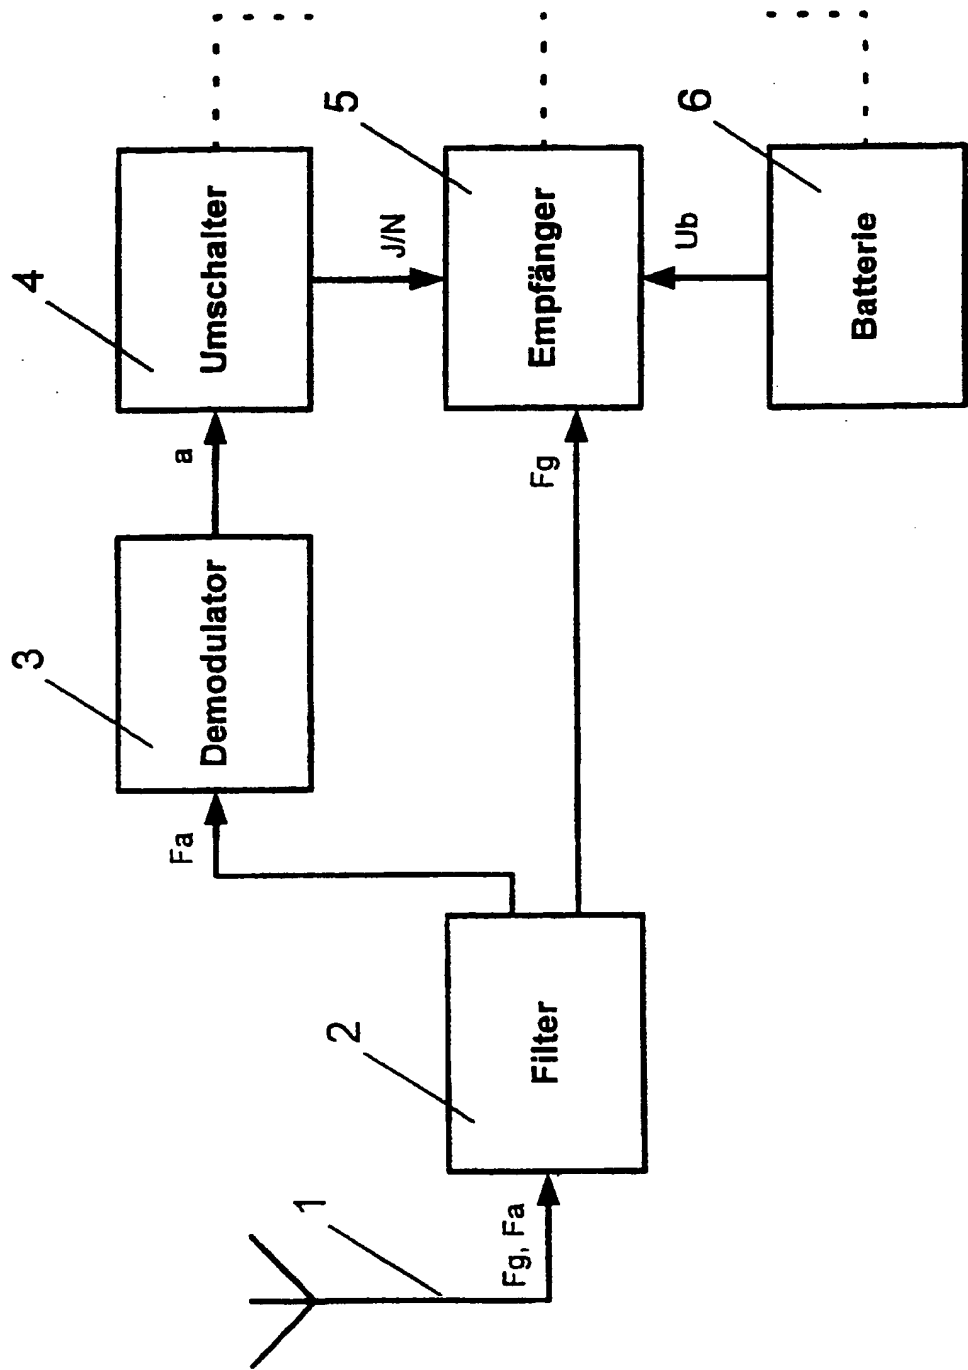 1
Fg, Fa
2
Filter
Fa
3
Demodulator
a
4
Umschalter
J/N
Fg
5
Empfänger
Ub
6
Batterie